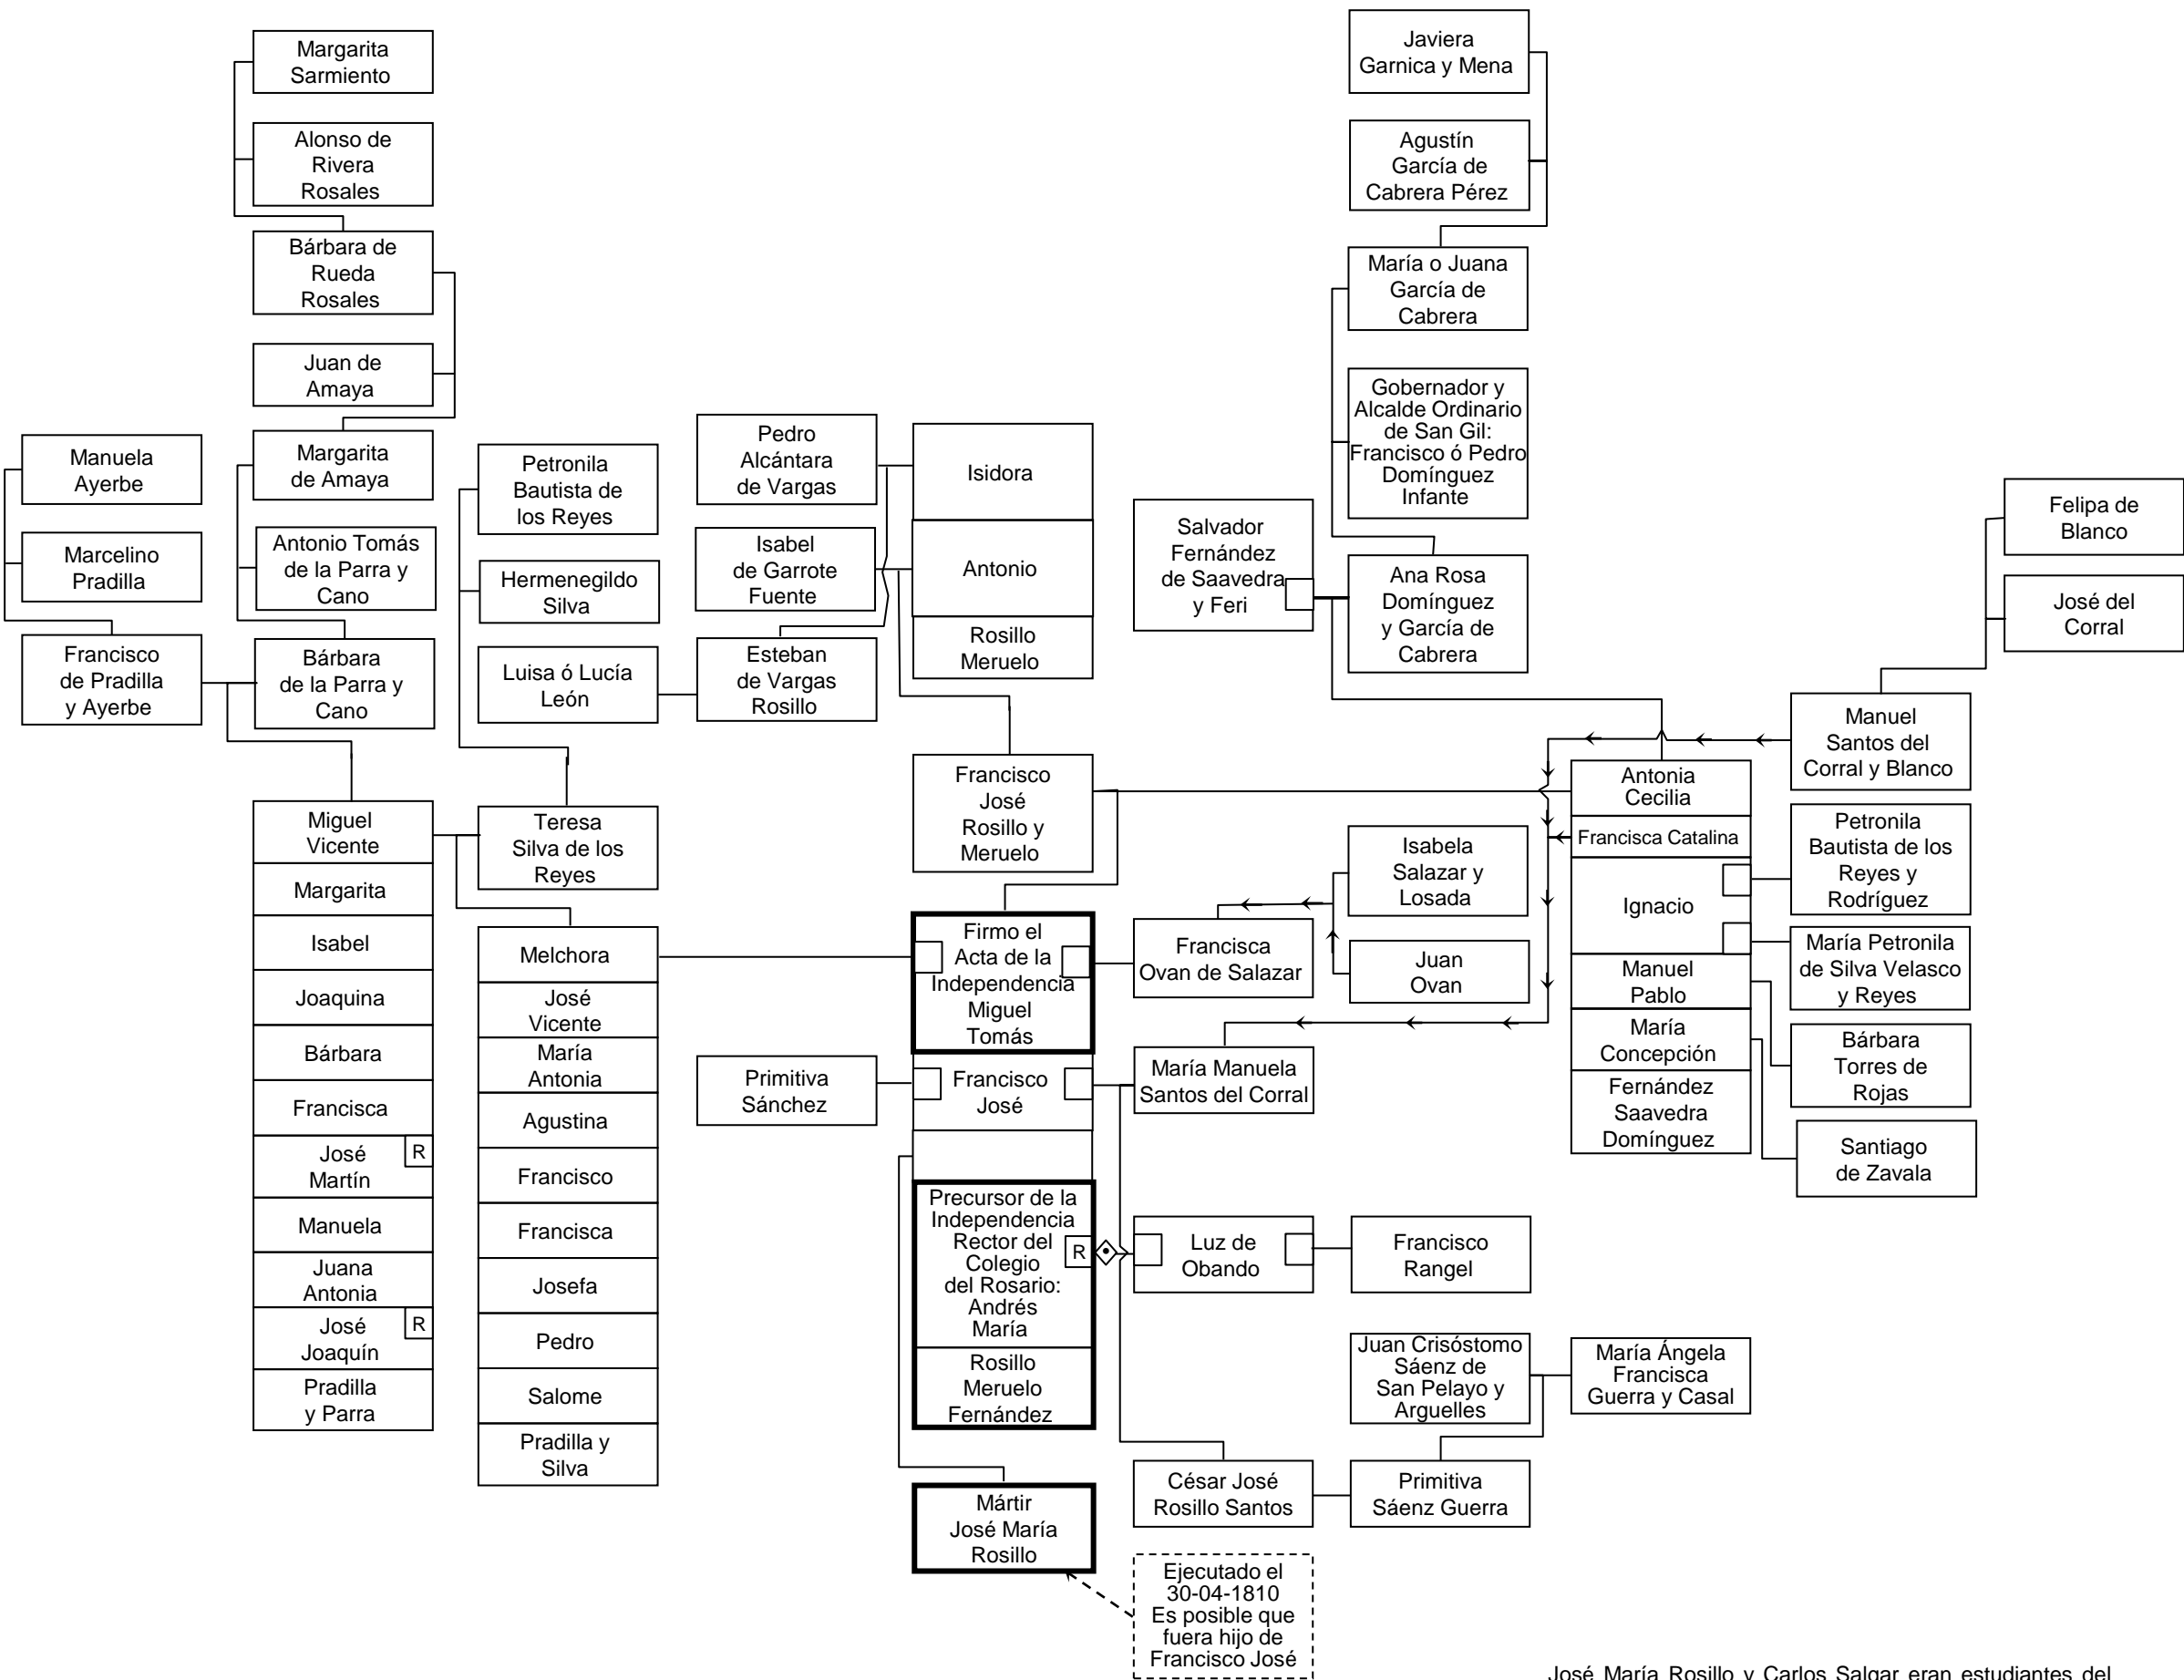 Margarita
Sarmiento
Alonso de
Rivera
Rosales
Bárbara de
Rueda
Rosales
Juan de
Amaya
Margarita
de Amaya
Antonio Tomás
de la Parra y
Cano
Bárbara
de la Parra y
Cano
Manuela
Ayerbe
Marcelino
Pradilla
Francisco
de Pradilla
y Ayerbe
Miguel
Vicente
Margarita
Isabel
Joaquina
Bárbara
Francisca
José
Martín
R
Manuela
Juana
Antonia
José
Joaquín
R
Pradilla
y Parra
Petronila
Bautista de
los Reyes
Hermenegildo
Silva
Luisa ó Lucía
León
Teresa
Silva de los
Reyes
Melchora
José
Vicente
María
Antonia
Agustina
Francisco
Francisca
Josefa
Pedro
Salome
Pradilla y
Silva
Pedro
Alcántara
de Vargas
Isabel
de Garrote
Fuente
Esteban
de Vargas
Rosillo
Isidora
Antonio
Rosillo
Meruelo
Francisco
José
Rosillo y
Meruelo
Firmo el
Acta de la
Independencia
Miguel
Tomás
Primitiva
Sánchez
Francisco
José
Precursor de la
Independencia
Rector del
Colegio
del Rosario:
Andrés
María
R
Rosillo
Meruelo
Fernández
Mártir
José María
Rosillo
Ejecutado el
30-04-1810
Es posible que
fuera hijo de
Francisco José
Javiera
Garnica y Mena
Agustín
García de
Cabrera Pérez
María o Juana
García de
Cabrera
Gobernador y
Alcalde Ordinario
de San Gil:
Francisco ó Pedro
Domínguez
Infante
Salvador
Fernández
de Saavedra
y Feri
Ana Rosa
Domínguez
y García de
Cabrera
Felipa de
Blanco
José del
Corral
Manuel
Santos del
Corral y Blanco
Antonia
Cecilia
Francisca Catalina
Ignacio
Manuel
Pablo
María
Concepción
Fernández
Saavedra
Domínguez
Petronila
Bautista de los
Reyes y
Rodríguez
María Petronila
de Silva Velasco
y Reyes
Bárbara
Torres de
Rojas
Santiago
de Zavala
Isabela
Salazar y
Losada
Juan
Ovan
Francisca
Ovan de Salazar
María Manuela
Santos del Corral
Luz de
Obando
Francisco
Rangel
Juan Crisóstomo
Sáenz de
San Pelayo y
Arguelles
María Ángela
Francisca
Guerra y Casal
César José
Rosillo Santos
Primitiva
Sáenz Guerra
José María Rosillo y Carlos Salgar eran estudiantes del